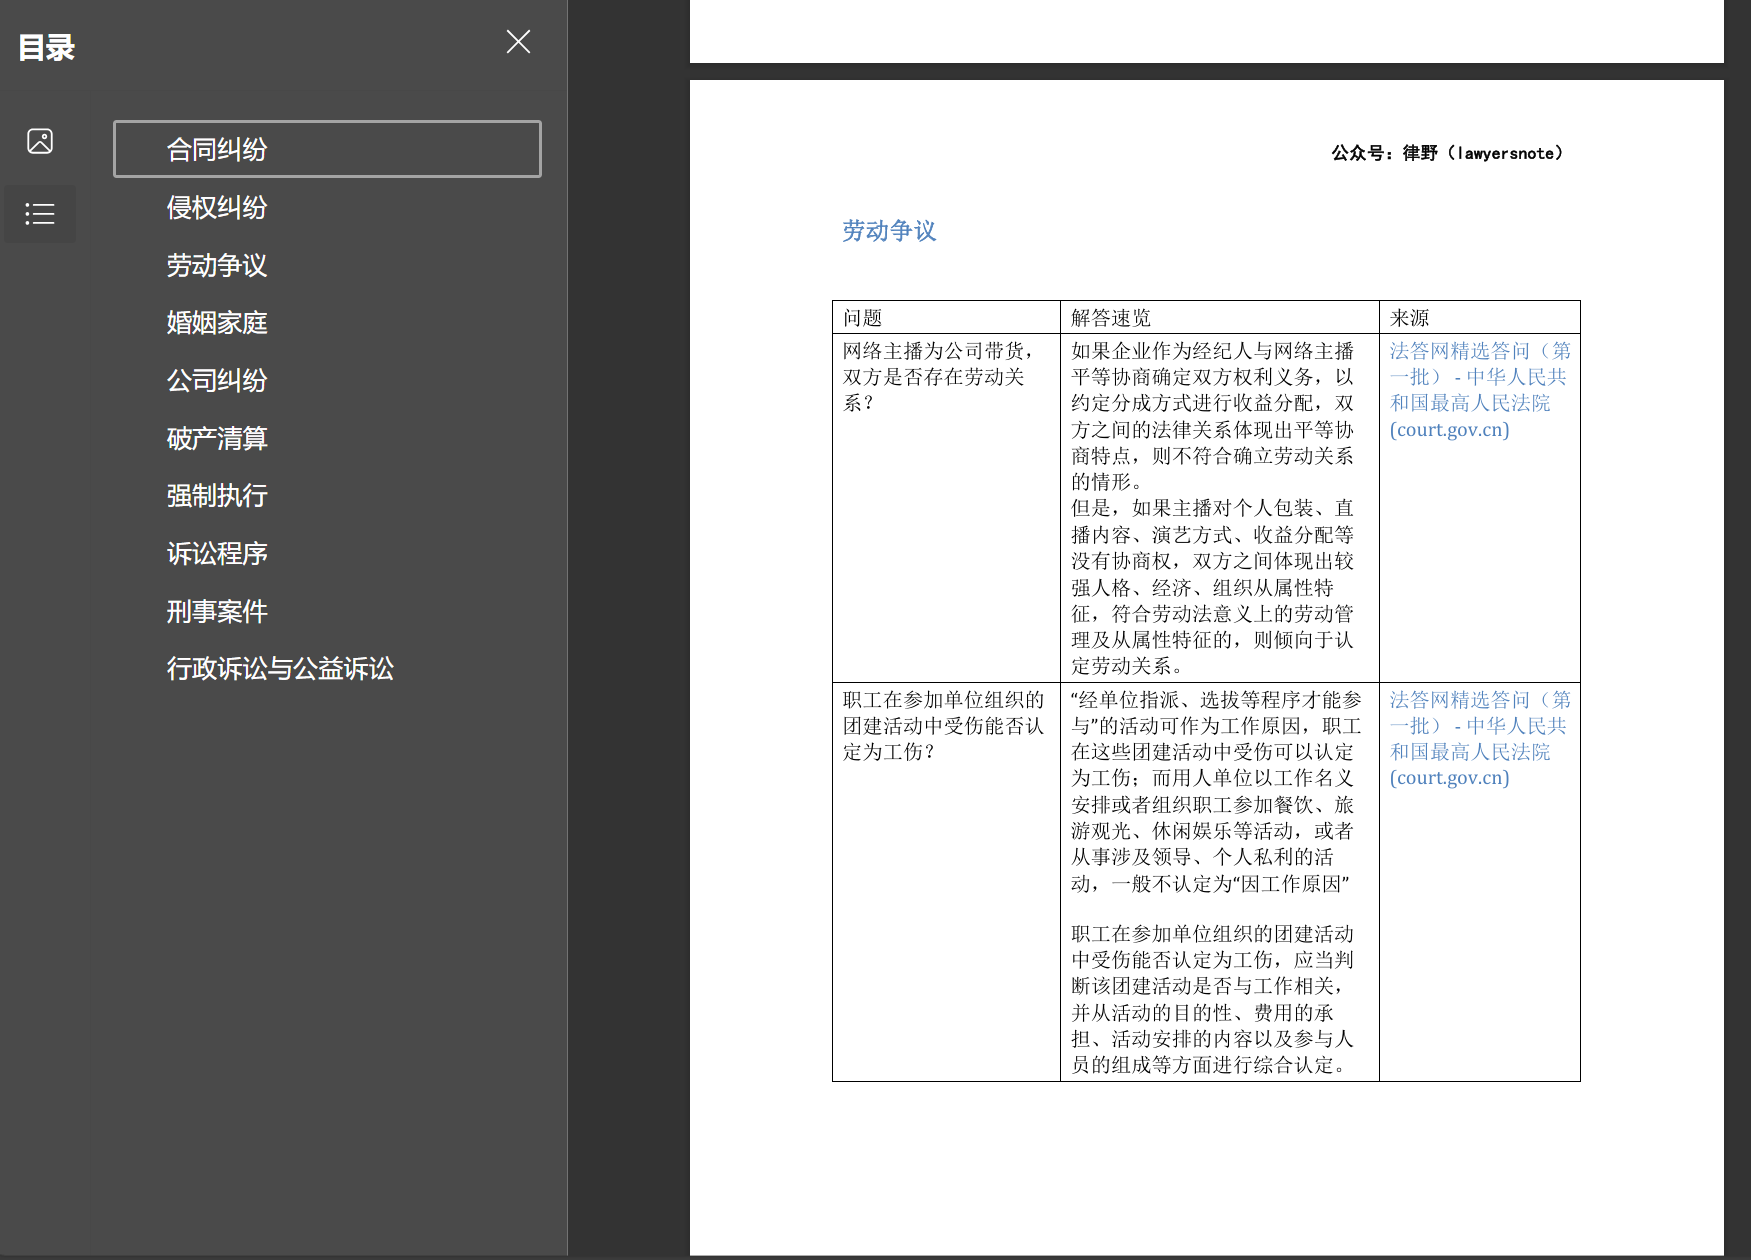 目录
合同纠纷
侵权纠纷
劳动争议
婚姻家庭
公司纠纷
破产清算
强制执行
诉讼程序
刑事案件
行政诉讼与公益诉讼
公众号：律野（lawyersnote）
劳动争议
问题
解答速览
来源
网络主播为公司带货，
双方是否存在劳动关
系？
如果企业作为经纪人与网络主播
平等协商确定双方权利义务，以
约定分成方式进行收益分配，双
方之间的法律关系体现出平等协
商特点，则不符合确立劳动关系
的情形。
但是，如果主播对个人包装、直
播内容、演艺方式、收益分配等
没有协商权，双方之间体现出较
强人格、经济、组织从属性特
征，符合劳动法意义上的劳动管
理及从属性特征的，则倾向于认
定劳动关系。
法答网精选答问（第
一批） - 中华人民共
和国最高人民法院
(court.gov.cn)
职工在参加单位组织的
团建活动中受伤能否认
定为工伤？
“经单位指派、选拔等程序才能参
与”的活动可作为工作原因，职工
在这些团建活动中受伤可以认定
为工伤；而用人单位以工作名义
安排或者组织职工参加餐饮、旅
游观光、休闲娱乐等活动，或者
从事涉及领导、个人私利的活
动，一般不认定为“因工作原因”
职工在参加单位组织的团建活动
中受伤能否认定为工伤，应当判
断该团建活动是否与工作相关，
并从活动的目的性、费用的承
担、活动安排的内容以及参与人
员的组成等方面进行综合认定。
法答网精选答问（第
一批） - 中华人民共
和国最高人民法院
(court.gov.cn)